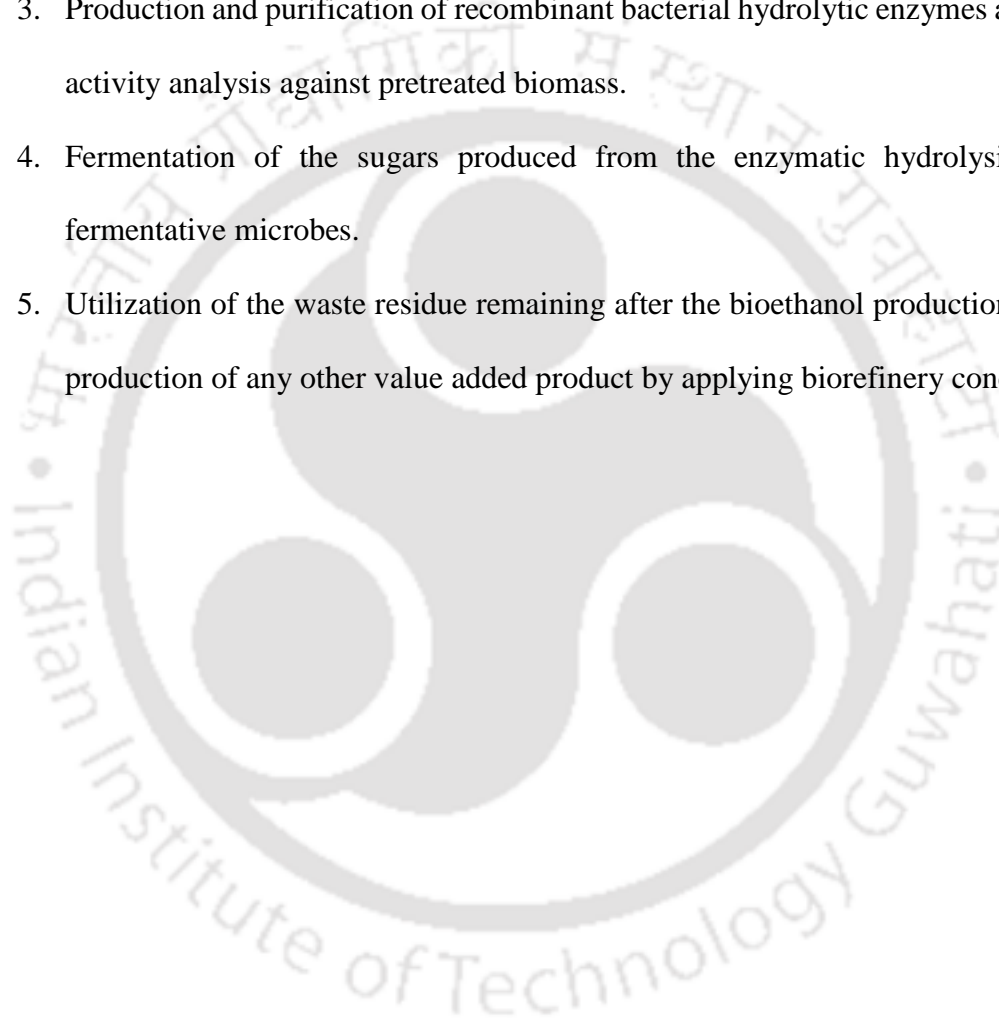 3. Production and purification of recombinant bacterial hydrolytic enzymes a
activity analysis against pretreated biomass.
4. Fermentation of the sugars produced from the enzymatic hydrolysi
fermentative microbes.
5. Utilization of the waste residue remaining after the bioethanol production
production of any other value added product by applying biorefinery con
Indian Institute of Technology Guwahati